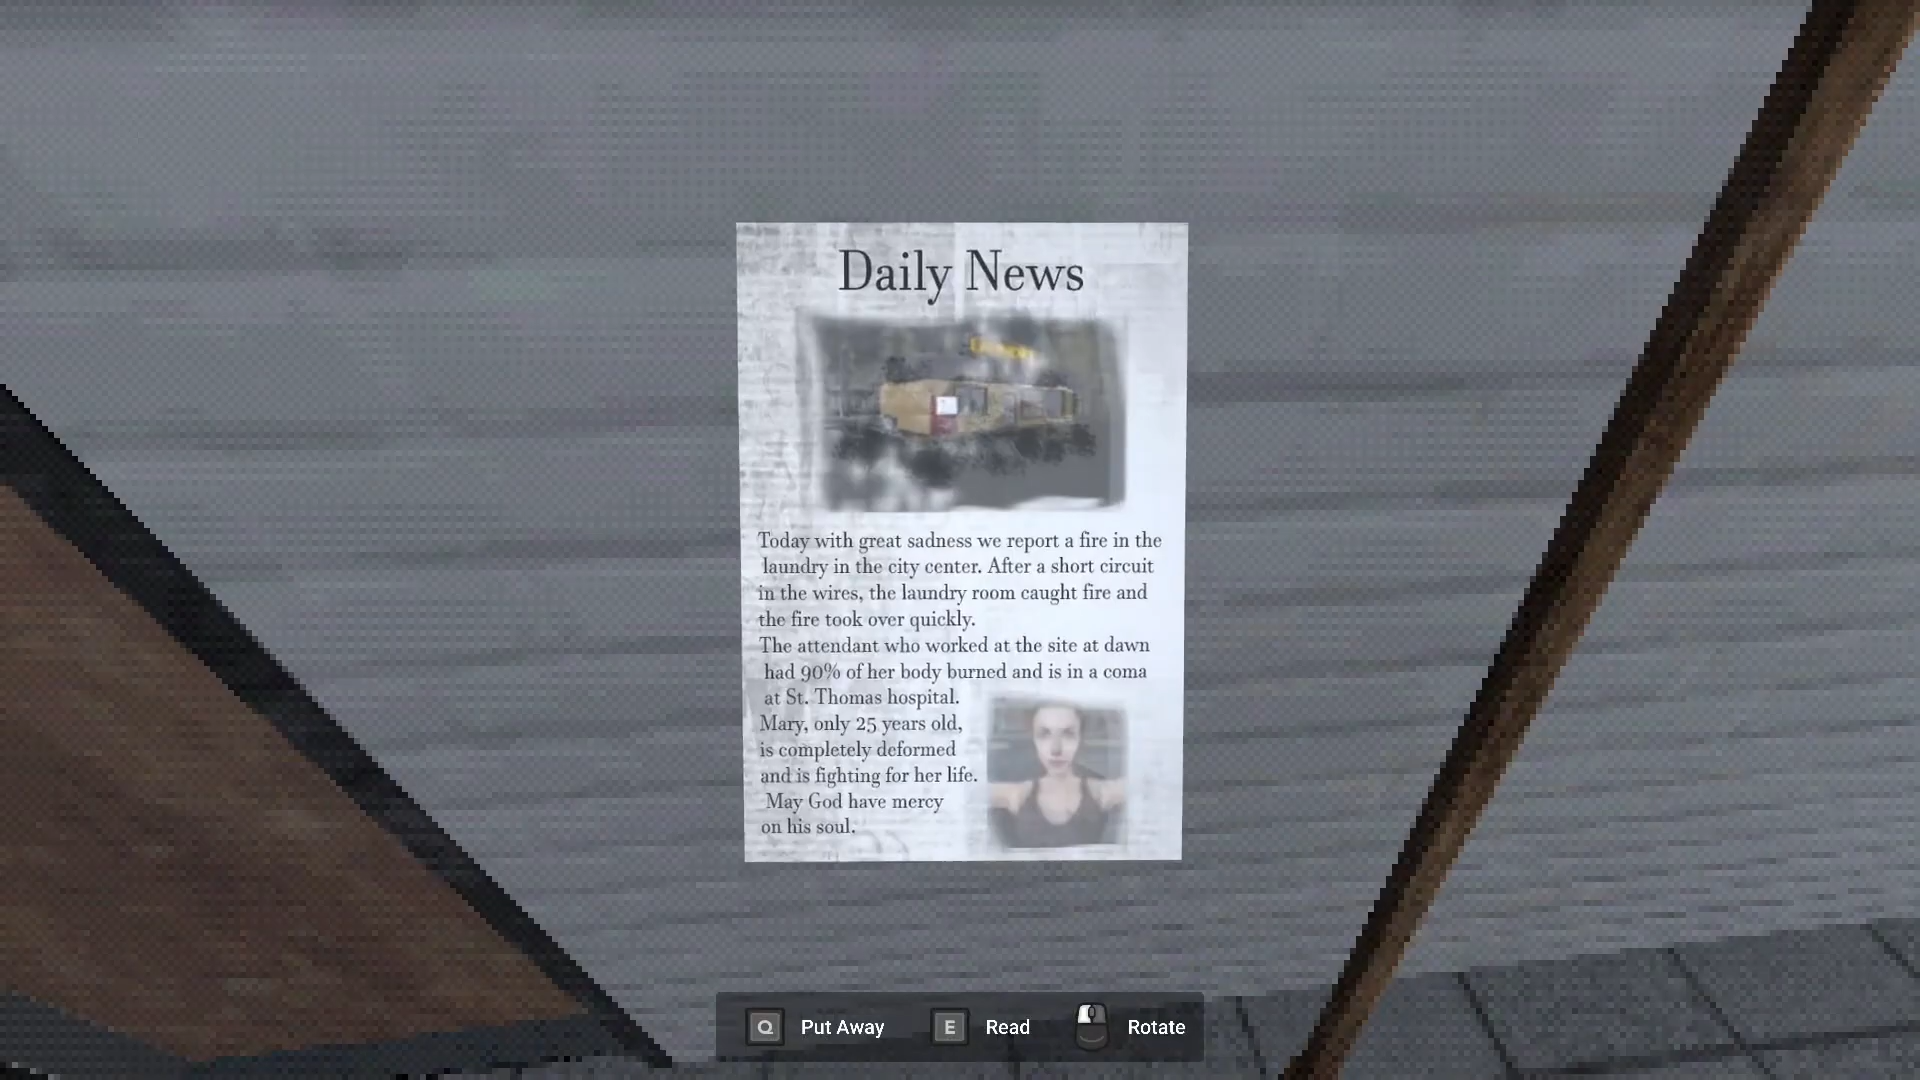 Daily News
Today with great sadness we report a fire in the
laundry in the city center. After a short circuit
in the wires, the laundry room caught fire and
the fire took over quickly.
The attendant who worked at the site at dawn
had 90% of her body burned and is in a coma
at St. Thomas hospital.
Mary, only 25 years old,
is completely deformed
and is fighting for her life.
May God have mercy
on his soul.
Q Put Away E Read Rotate